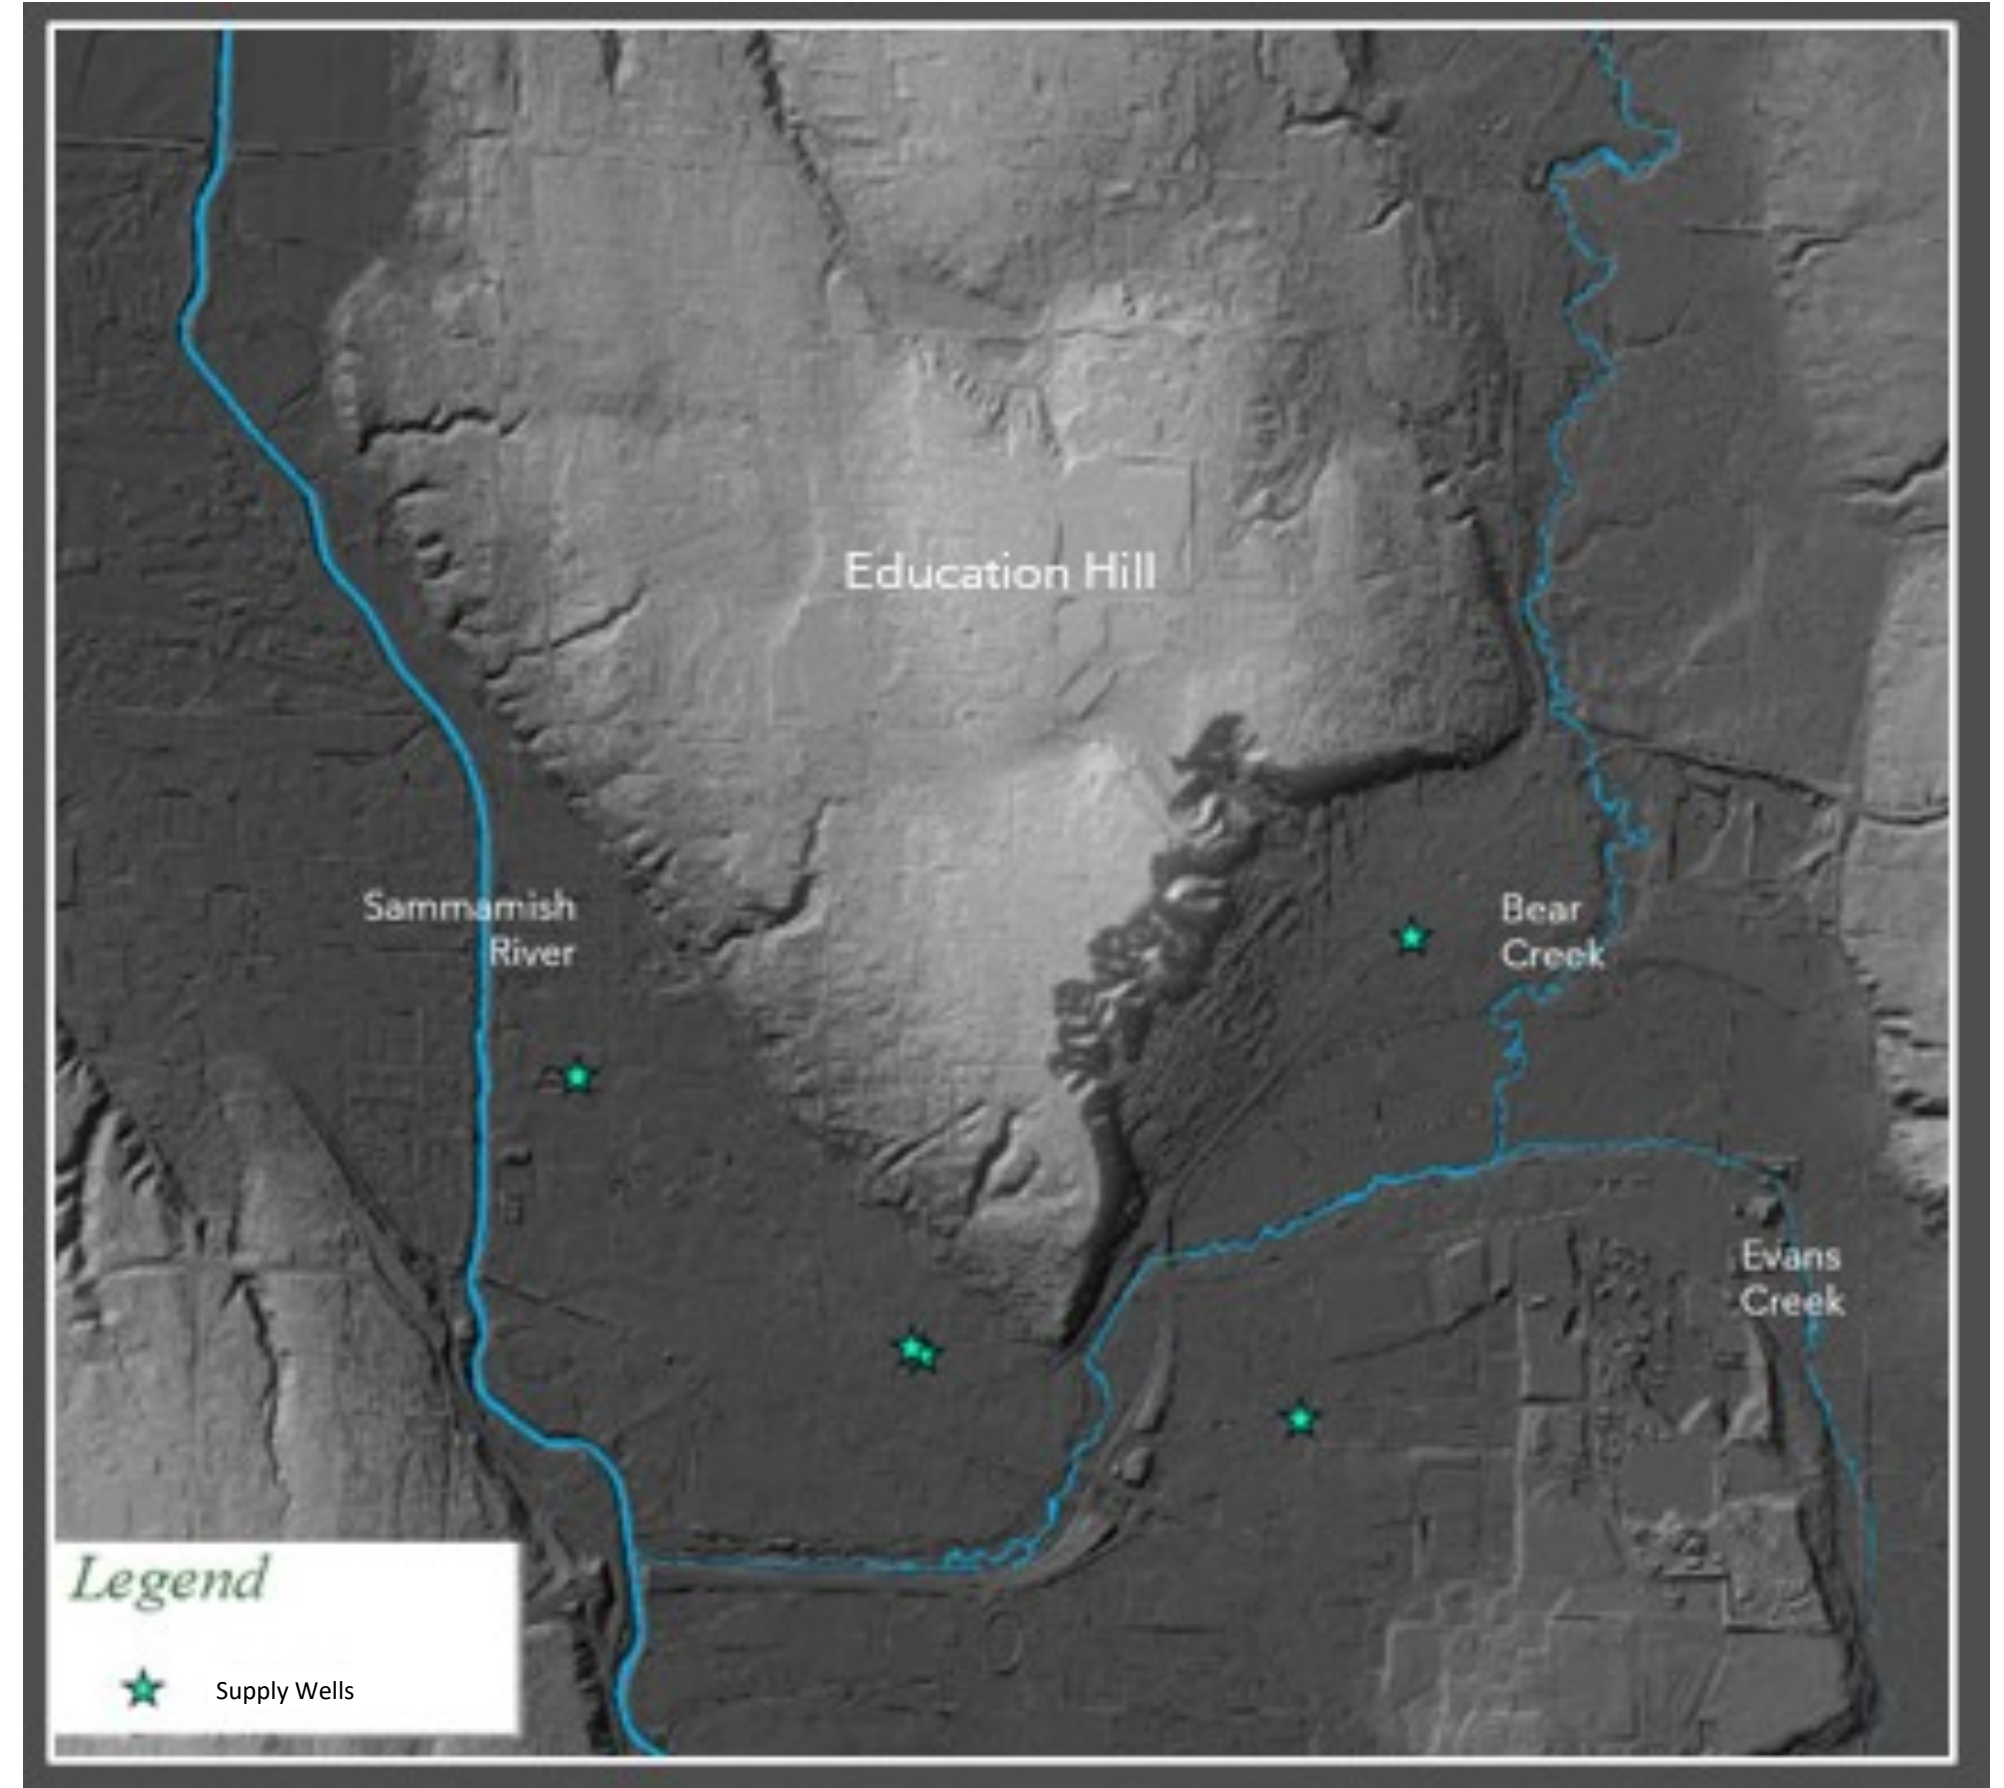 Education Hill
Sammamish
River
Bear
Creek
Evans
Creek
Legend
Supply Wells